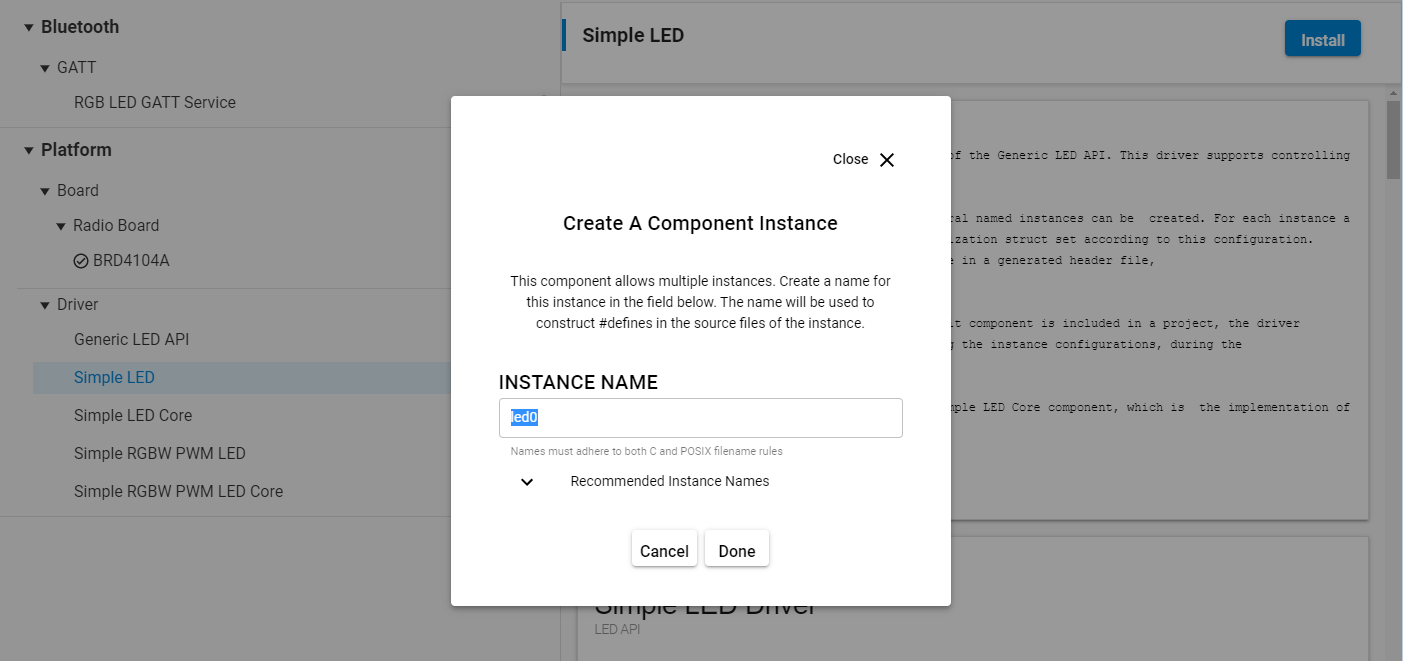 Bluetooth
GATT
RGB LED GATT Service
Platform
Board
Radio Board
BRD4104A
Driver
Generic LED API
Simple LED
Simple LED Core
Simple RGBW PWM LED
Simple RGBW PWM LED Core
Simple LED
Install
of the Generic LED API. This driver supports controlling
ral named instances can be created. For each instance a
ization struct set according to this configuration.
e in a generated header file,
it component is included in a project, the driver
g the instance configurations, during the
mple LED Core component, which is the implementation of
Simple LED Driver
LED API
Close
Create A Component Instance
This component allows multiple instances. Create a name for
this instance in the field below. The name will be used to
construct #defines in the source files of the instance.
INSTANCE NAME
led0
Names must adhere to both C and POSIX filename rules
Recommended Instance Names
Cancel
Done